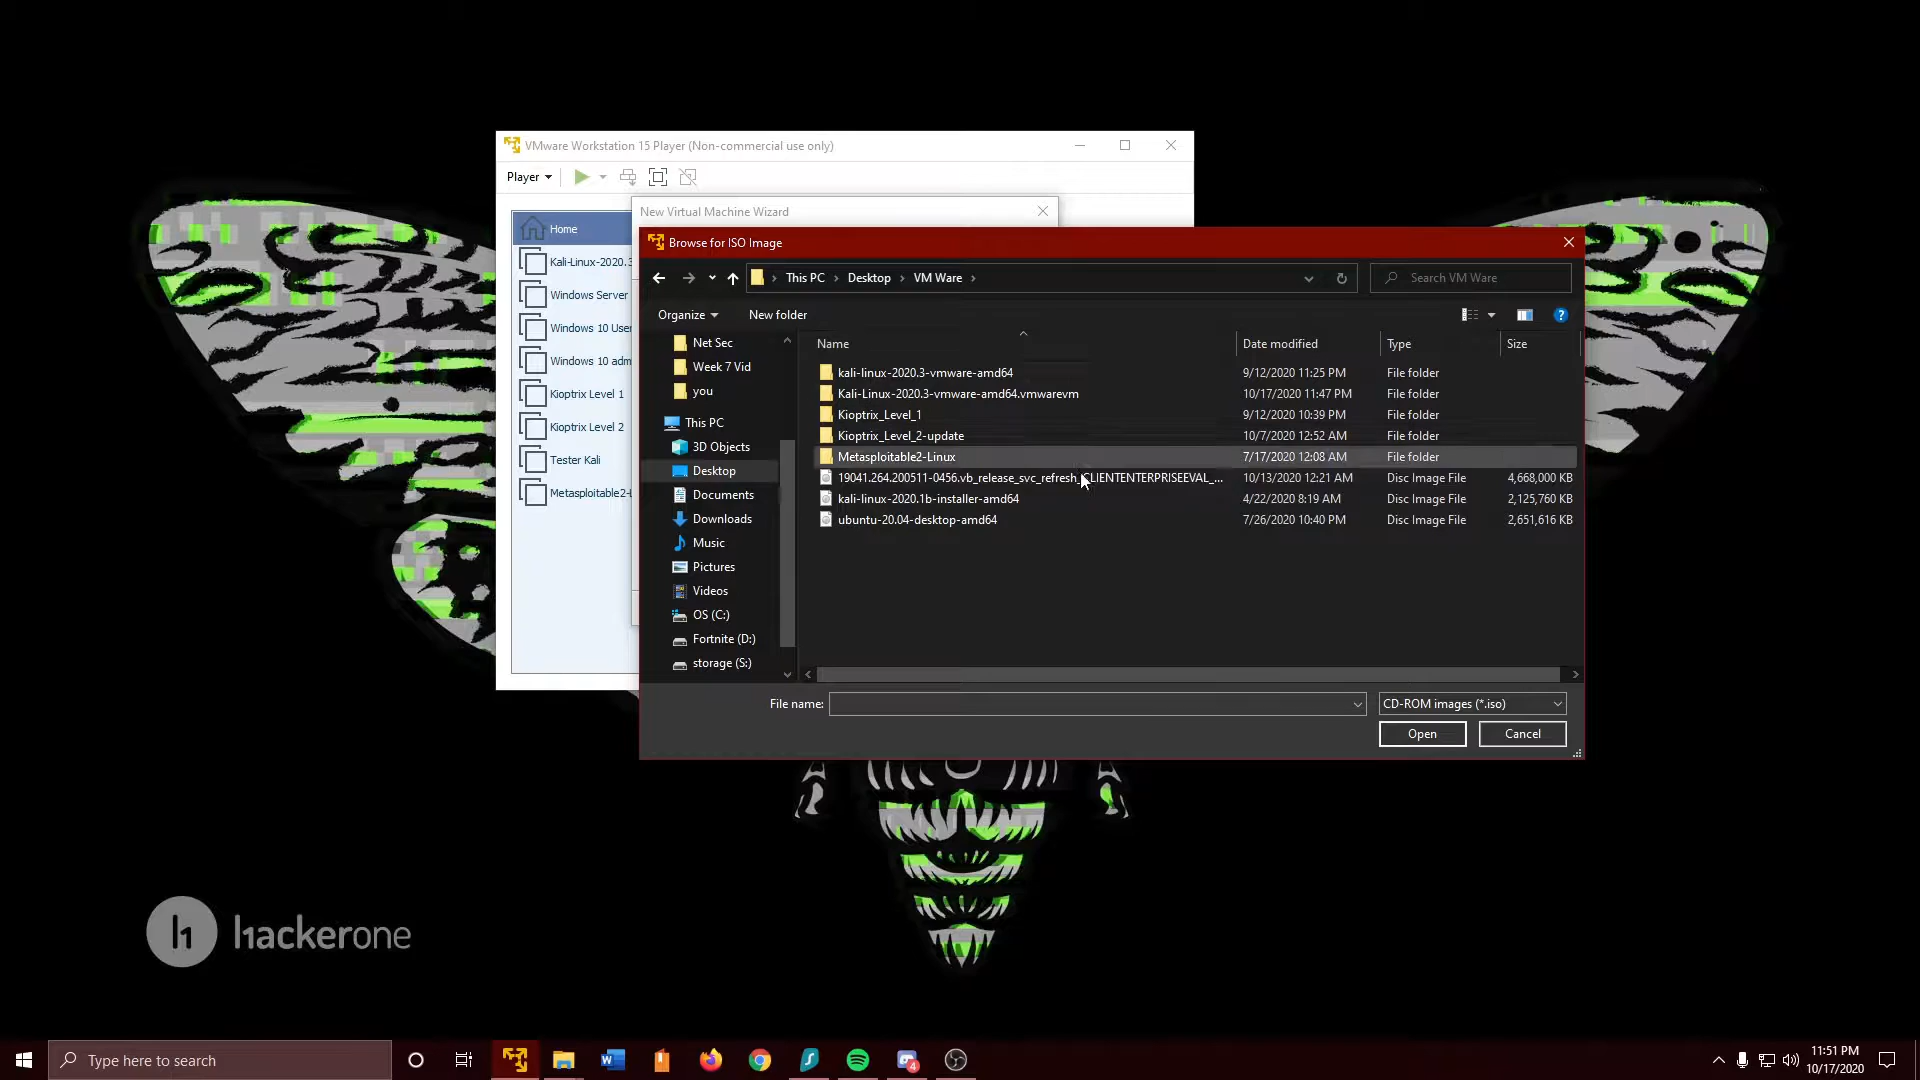 VMware Workstation 15 Player (Non-commercial use only)
Player
New Virtual Machine Wizard
Home
Kali-Linux-2020.3
Windows Server
Windows 10 User
Windows 10 adm
Kioptrix Level 1
Kioptrix Level 2
Tester Kali
Metasploitable2-L
Browse for ISO Image
This PC
Desktop
VM Ware
Search VM Ware
Organize
New folder
Net Sec
Week 7 Vid
you
This PC
3D Objects
Desktop
Documents
Downloads
Music
Pictures
Videos
OS (C:)
Fortnite (D:)
storage (S:)
Name Date modified Type Size
kali-linux-2020.3-vmware-amd64 9/12/2020 11:25 PM File folder
Kali-Linux-2020.3-vmware-amd64.vmwarevm 10/17/2020 11:47 PM File folder
Kioptrix_Level_1 9/12/2020 10:39 PM File folder
Kioptrix_Level_2-update 10/7/2020 12:52 AM File folder
Metasploitable2-Linux 7/17/2020 12:08 AM File folder
19041.264.200511-0456.vb_release_svc_refresh_CLIENTENTERPRISEEVAL_... 10/13/2020 12:21 AM Disc Image File 4,668,000 KB
kali-linux-2020.1b-installer-amd64 4/22/2020 8:19 AM Disc Image File 2,125,760 KB
ubuntu-20.04-desktop-amd64 7/26/2020 10:40 PM Disc Image File 2,651,616 KB
File name:
CD-ROM images (*.iso)
Open
Cancel
h hackerone
Type here to search
4
11:51 PM
10/17/2020